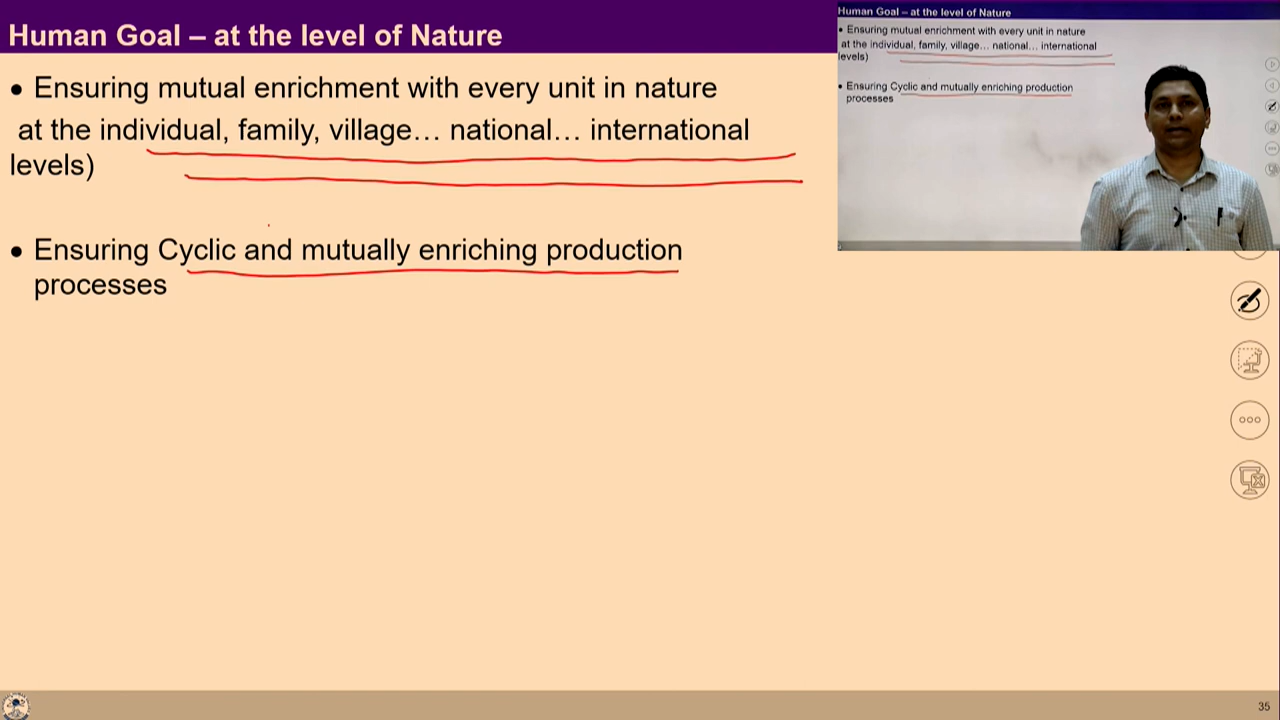 Human Goal – at the level of Nature
• Ensuring mutual enrichment with every unit in nature
at the individual, family, village… national… international
levels)
• Ensuring Cyclic and mutually enriching production
processes
Human Goal – at the level of Nature
• Ensuring mutual enrichment with every unit in nature
at the individual, family, village… national… international
levels)
• Ensuring Cyclic and mutually enriching production
processes
35